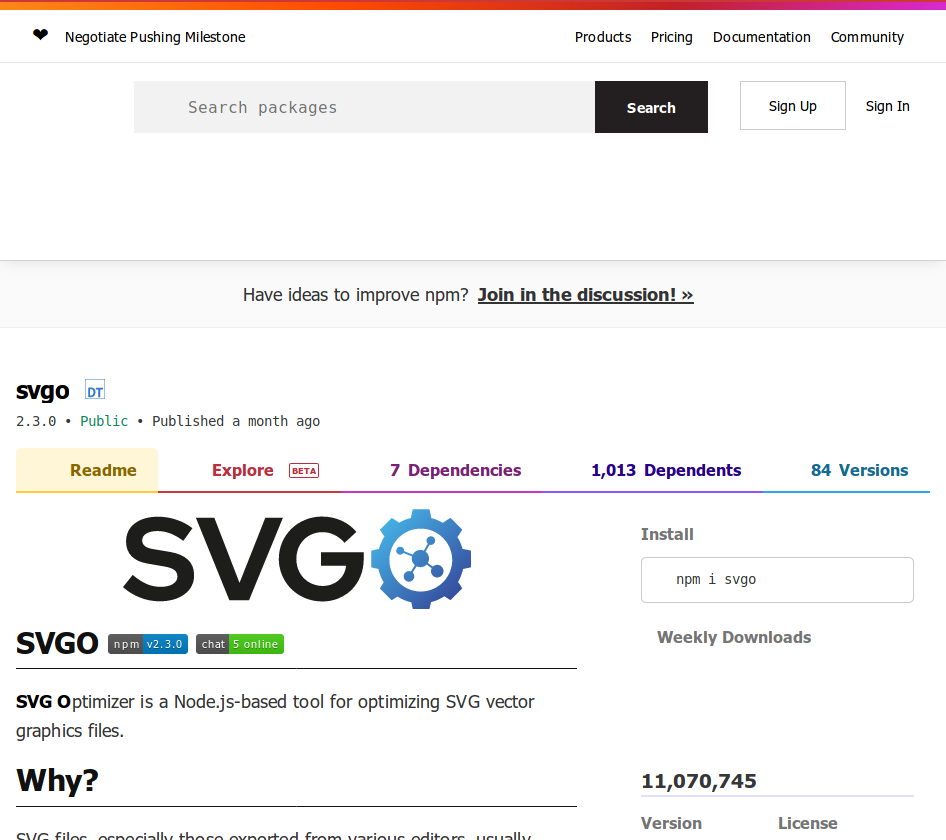 ❤ Negotiate Pushing Milestone Products Pricing Documentation Community
Search packages Search Sign Up Sign In
Have ideas to improve npm? Join in the discussion! »
svgo DT
2.3.0 • Public • Published a month ago
Readme Explore BETA 7 Dependencies 1,013 Dependents 84 Versions
SVG
Install
npm i svgo
Weekly Downloads
SVGO npm v2.3.0 chat 5 online
SVG Optimizer is a Node.js-based tool for optimizing SVG vector
graphics files.
Why?
11,070,745
Version License
SVG files, especially those exported from various editors, usually